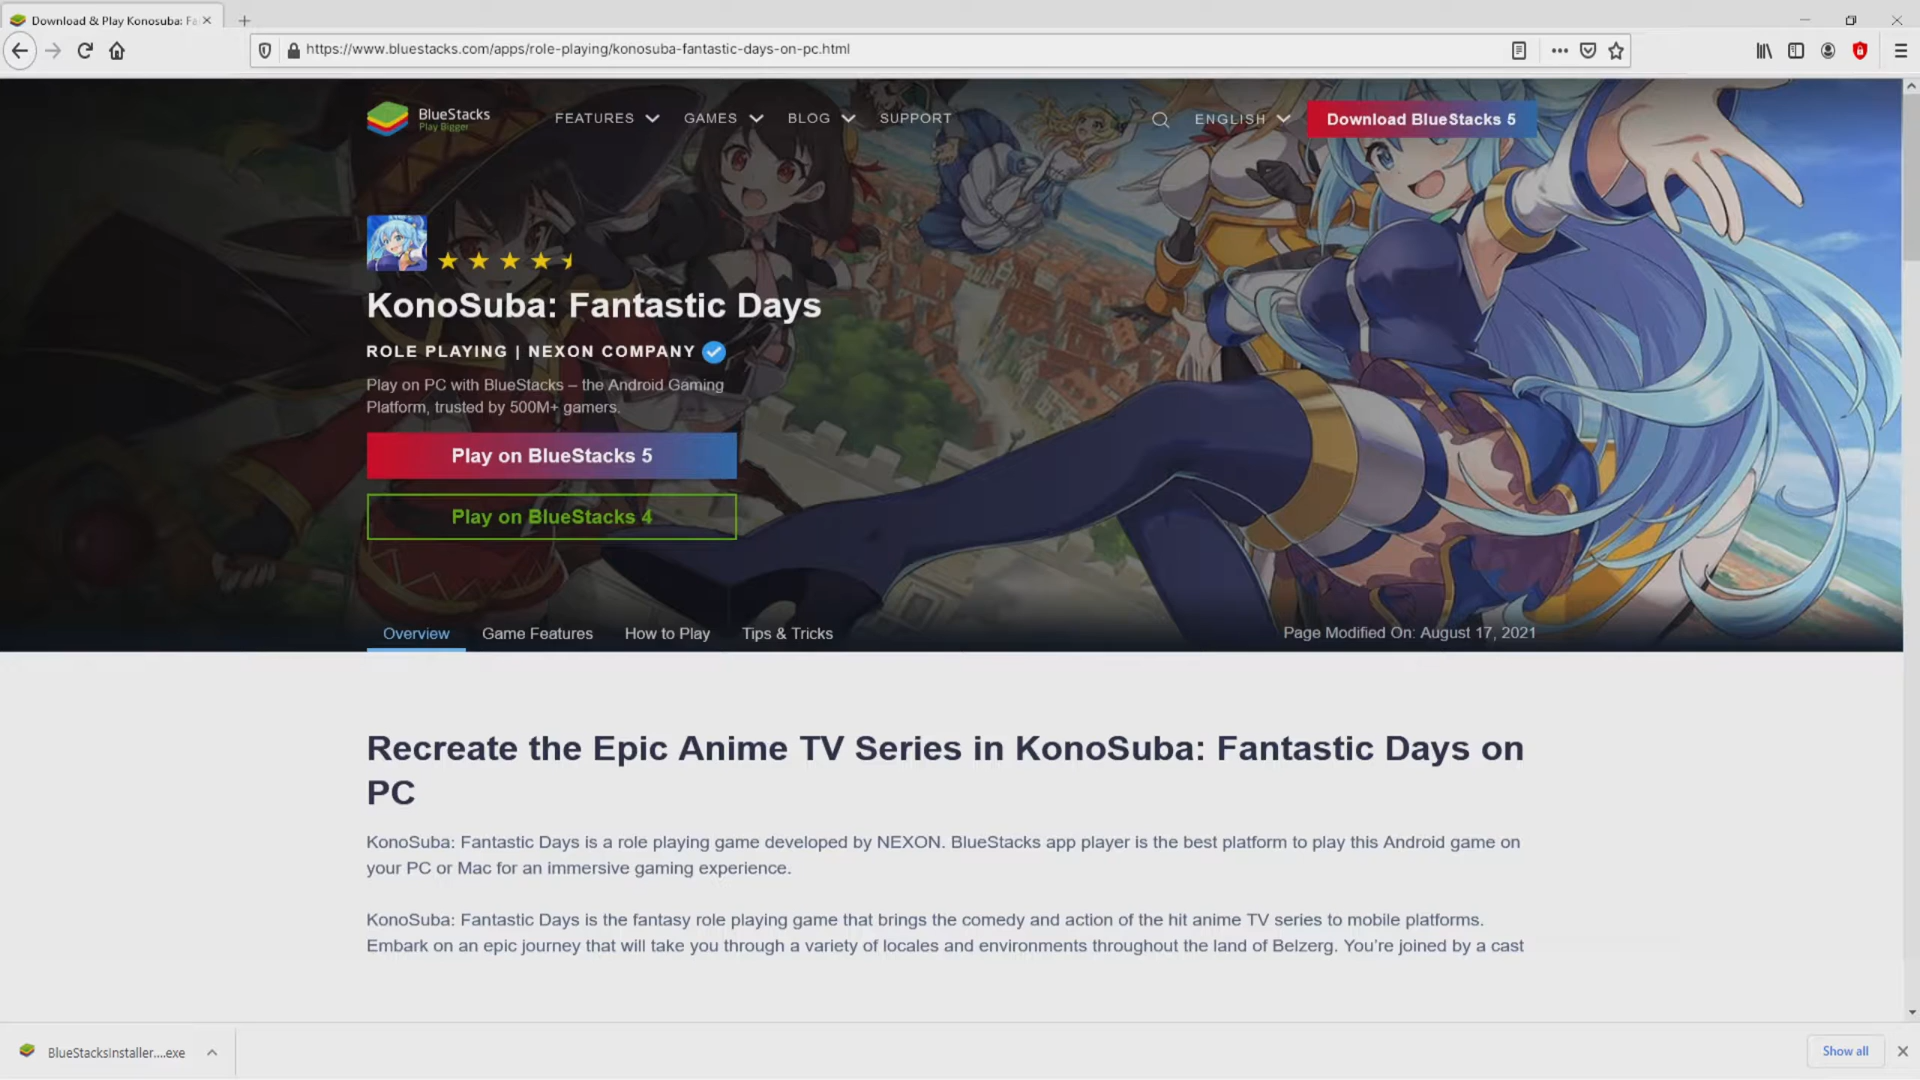 Download & Play Konosuba: Fa
https://www.bluestacks.com/apps/role-playing/konosuba-fantastic-days-on-pc.html
BlueStacks
Play Bigger
FEATURES
GAMES
BLOG
SUPPORT
ENGLISH
Download BlueStacks 5
KonoSuba: Fantastic Days
ROLE PLAYING | NEXON COMPANY
Play on PC with BlueStacks – the Android Gaming
Platform, trusted by 500M+ gamers.
Play on BlueStacks 5
Play on BlueStacks 4
Overview
Game Features
How to Play
Tips & Tricks
Page Modified On: August 17, 2021
Recreate the Epic Anime TV Series in KonoSuba: Fantastic Days on
PC
KonoSuba: Fantastic Days is a role playing game developed by NEXON. BlueStacks app player is the best platform to play this Android game on
your PC or Mac for an immersive gaming experience.
KonoSuba: Fantastic Days is the fantasy role playing game that brings the comedy and action of the hit anime TV series to mobile platforms.
Embark on an epic journey that will take you through a variety of locales and environments throughout the land of Belzerg. You’re joined by a cast
BlueStacksInstaller....exe
Show all